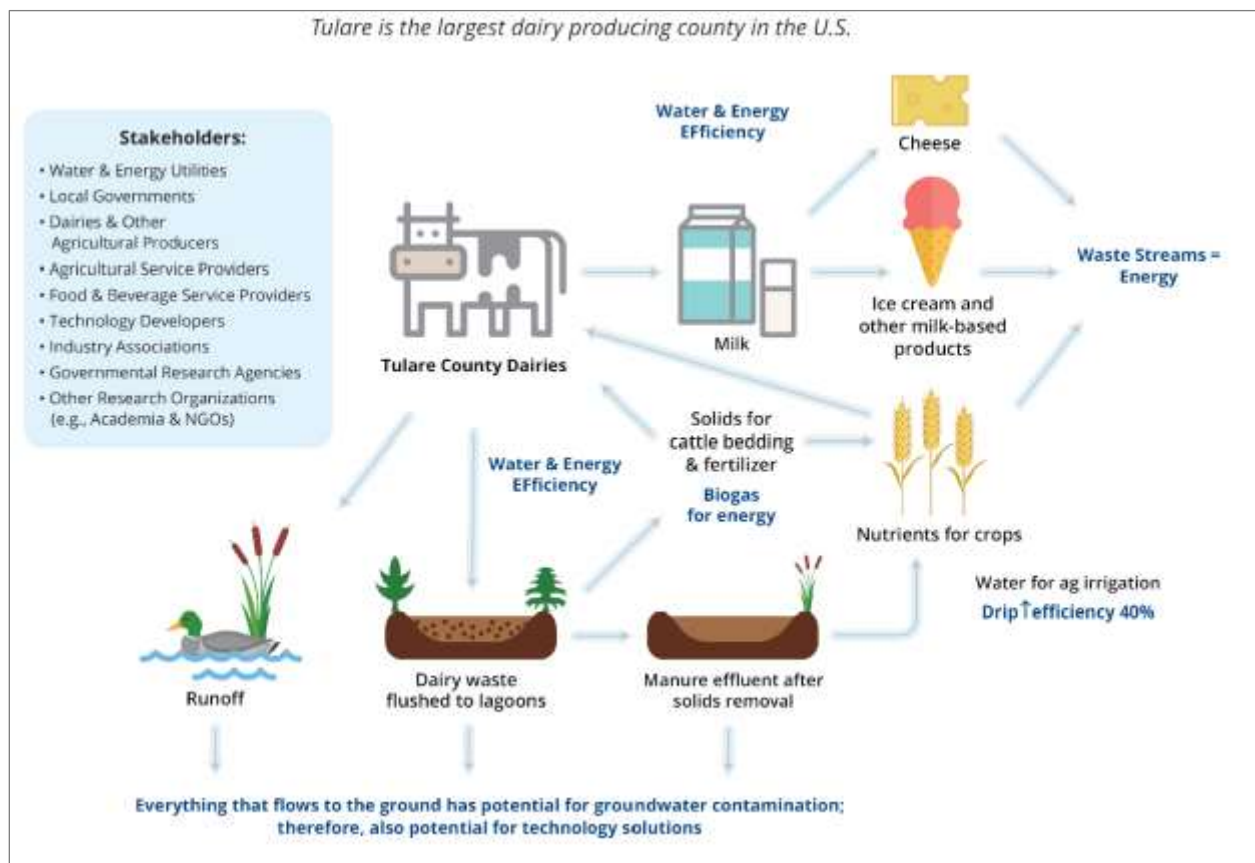 Tulare is the largest dairy producing county in the U.S.
Stakeholders:
• Water & Energy Utilities
• Local Governments
• Dairies & Other
Agricultural Producers
• Agricultural Service Providers
• Food & Beverage Service Providers
• Technology Developers
• Industry Associations
• Governmental Research Agencies
• Other Research Organizations
(e.g., Academia & NGOs)
Water & Energy
EFficiency
Cheese
Tulare County Dairies
Milk
Ice cream and
other milk-based
products
Waste Streams =
Energy
Water & Energy
EFficiency
Solids for
cattle bedding
& fertilizer
Biogas
for energy
Nutrients for crops
Water for ag irrigation
Drip↑efficiency 40%
Runoff
Dairy waste
flushed to lagoons
Manure effluent after
solids removal
Everything that flows to the ground has potential for groundwater contamination;
therefore, also potential for technology solutions